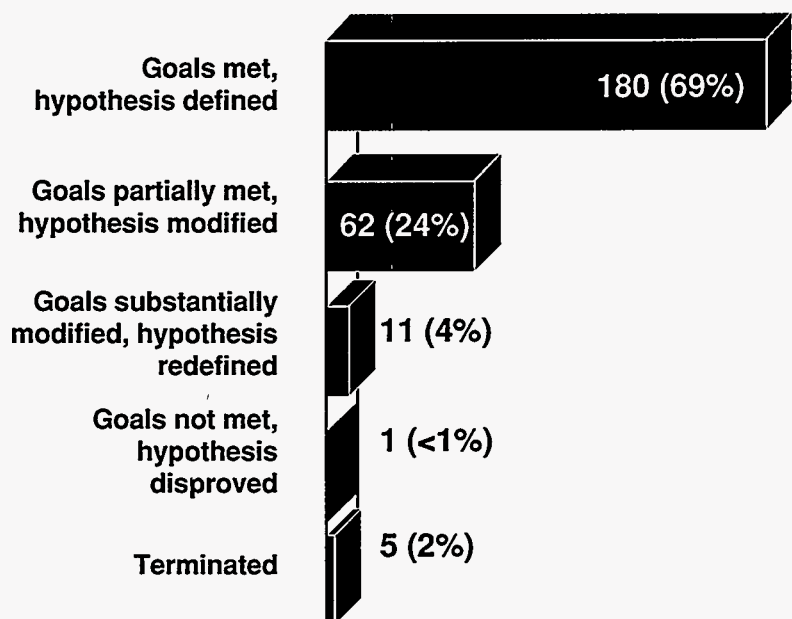 Goals met,
hypothesis defined
180 (69%)
Goals partially met,
hypothesis modified
62 (24%)
Goals substantially
modified, hypothesis
redefined
11 (4%)
Goals not met,
hypothesis
disproved
1 (<1%)
Terminated
5 (2%)